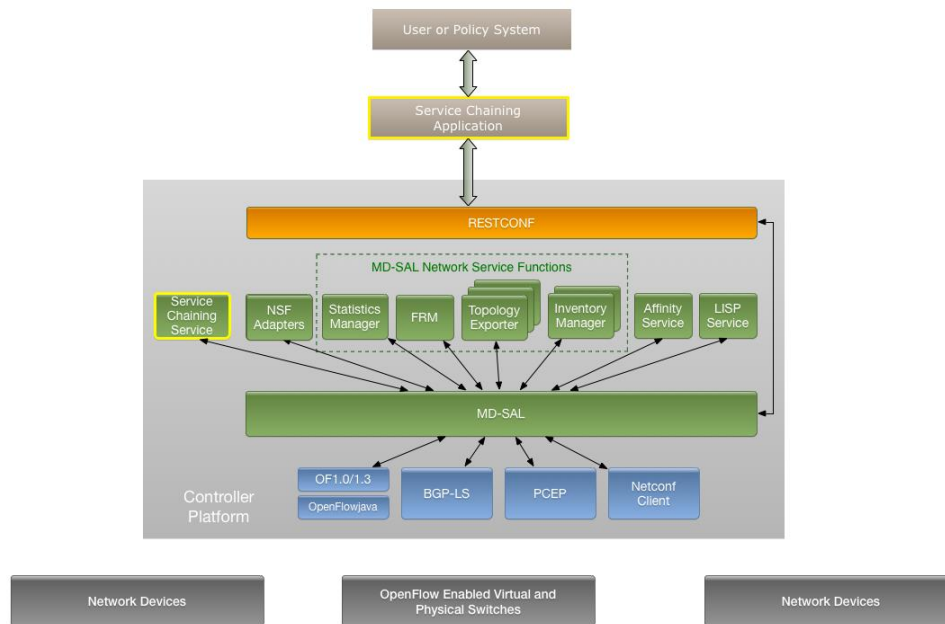 User or Policy System
Service Chaining
Application
RESTCONF
MD-SAL Network Service Functions
Service
Chaining
Service
NSF
Adapters
Statistics
Manager
FRM
Topology
Exporter
Inventory
Manager
Affinity
Service
LISP
Service
MD-SAL
OF1.0/1.3
OpenFlowjava
BGP-LS
PCEP
Netconf
Client
Controller
Platform
Network Devices
OpenFlow Enabled Virtual and
Physical Switches
Network Devices